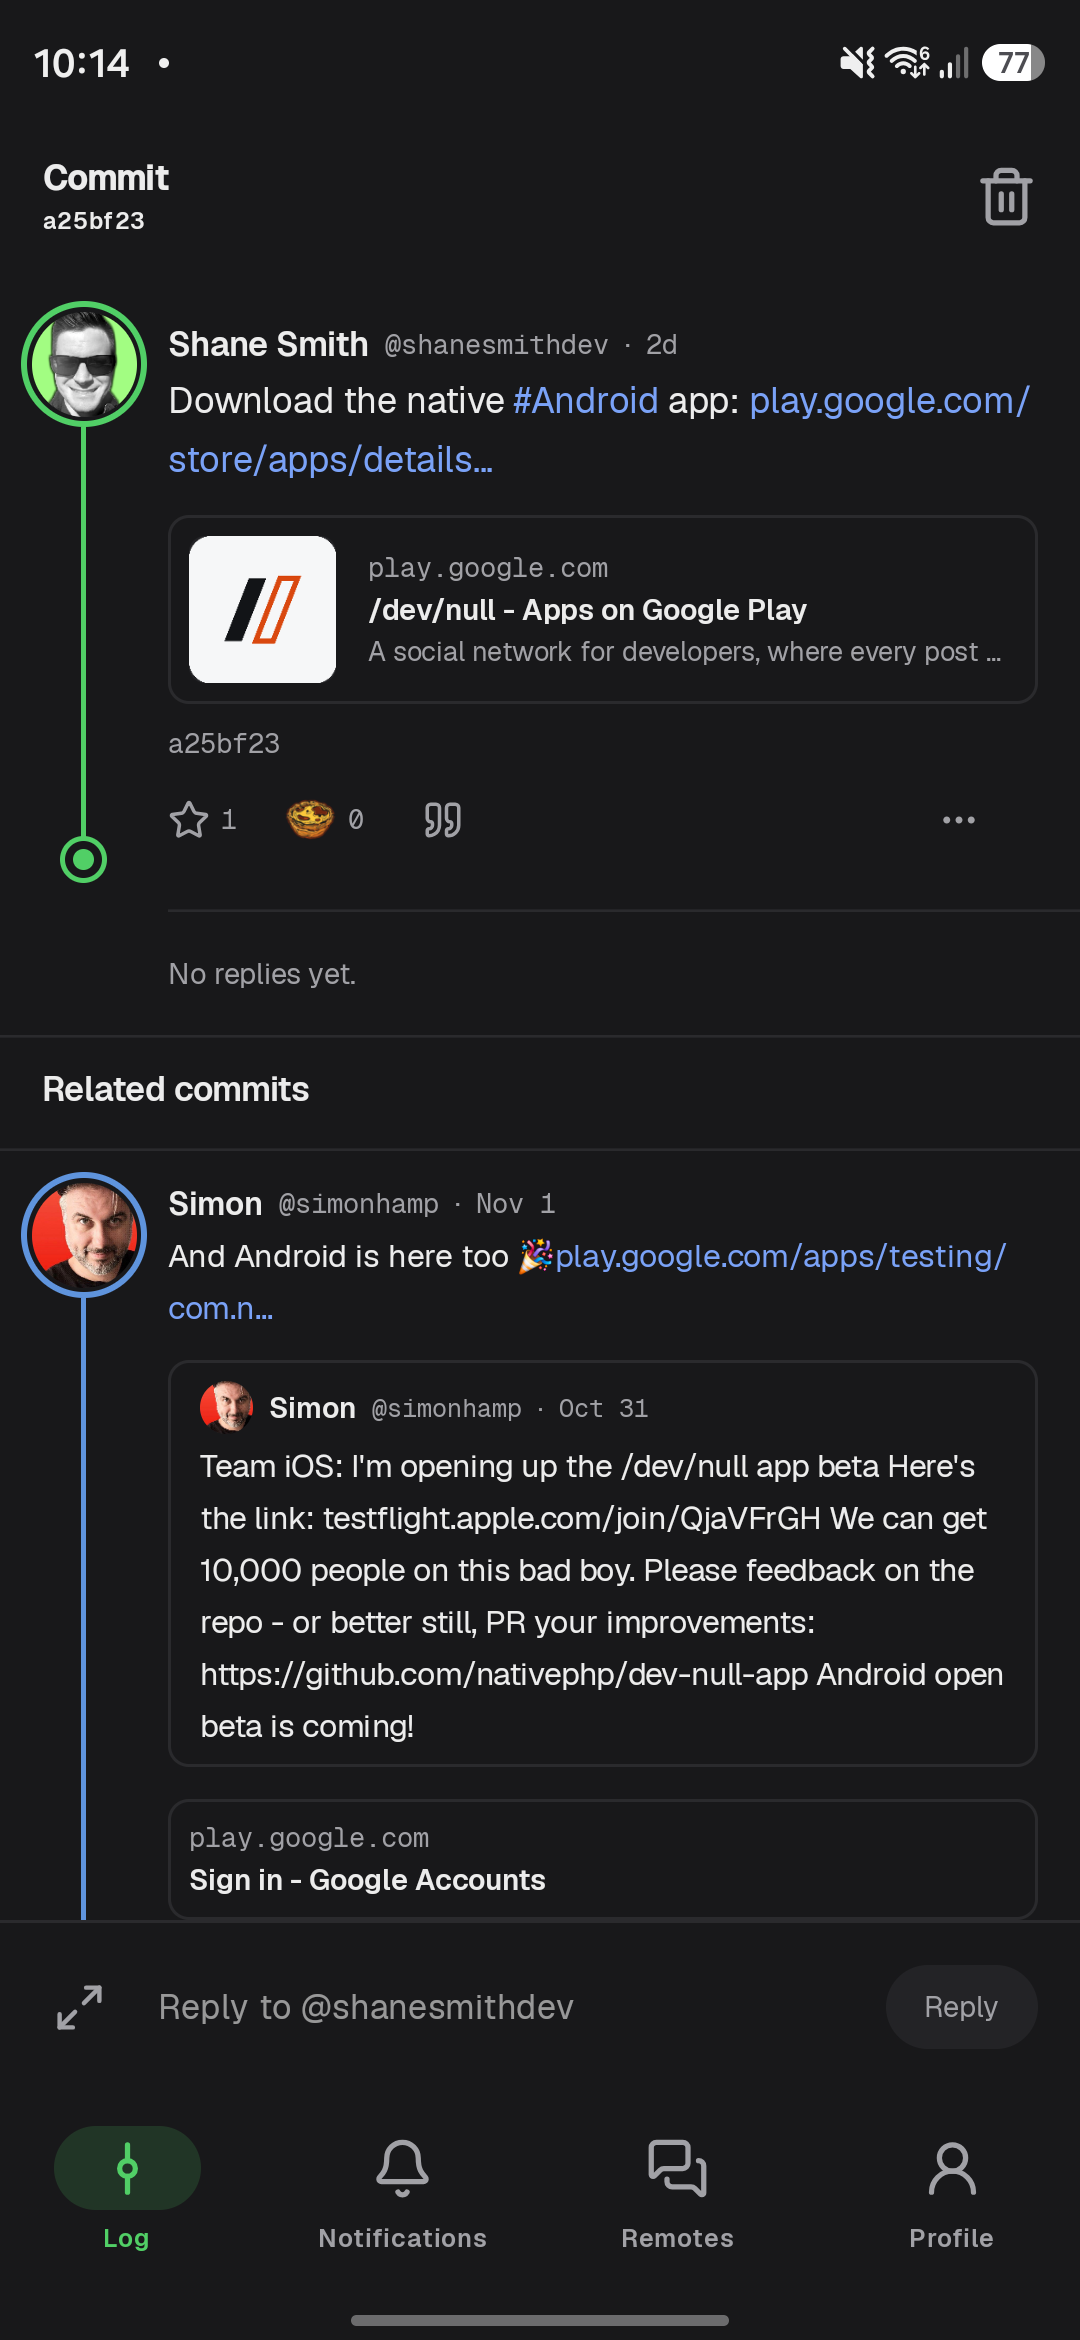 10:14
6
77
Commit
a25bf23
Shane Smith @shanesmithdev · 2d
Download the native #Android app: play.google.com/
store/apps/details…
play.google.com
/dev/null - Apps on Google Play
A social network for developers, where every post …
a25bf23
1 0
No replies yet.
Related commits
Simon @simonhamp · Nov 1
And Android is here too 🎉play.google.com/apps/testing/
com.n…
Simon @simonhamp · Oct 31
Team iOS: I'm opening up the /dev/null app beta Here's
the link: testflight.apple.com/join/QjaVFrGH We can get
10,000 people on this bad boy. Please feedback on the
repo - or better still, PR your improvements:
https://github.com/nativephp/dev-null-app Android open
beta is coming!
play.google.com
Sign in - Google Accounts
Reply to @shanesmithdev
Reply
Log
Notifications
Remotes
Profile